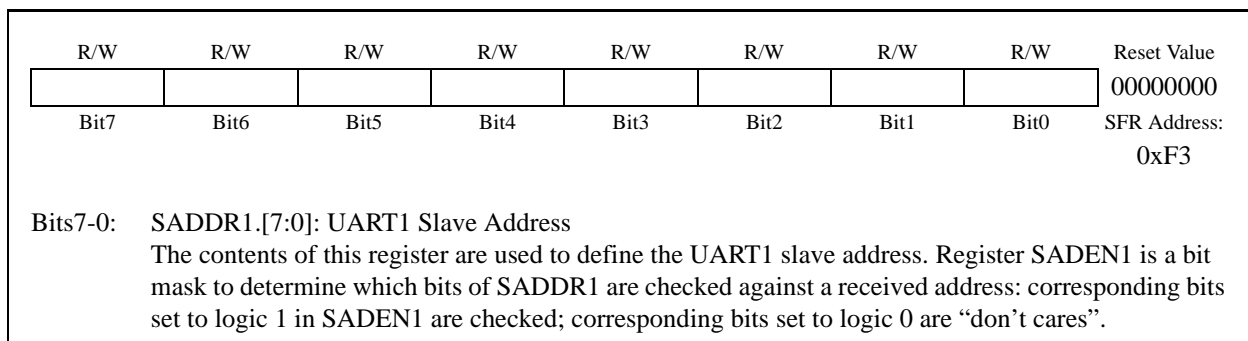 R/W R/W R/W R/W R/W R/W R/W R/W Reset Value
00000000
Bit7 Bit6 Bit5 Bit4 Bit3 Bit2 Bit1 Bit0 SFR Address:
0xF3
Bits7-0: SADDR1.[7:0]: UART1 Slave Address
The contents of this register are used to define the UART1 slave address. Register SADEN1 is a bit
mask to determine which bits of SADDR1 are checked against a received address: corresponding bits
set to logic 1 in SADEN1 are checked; corresponding bits set to logic 0 are “don’t cares”.